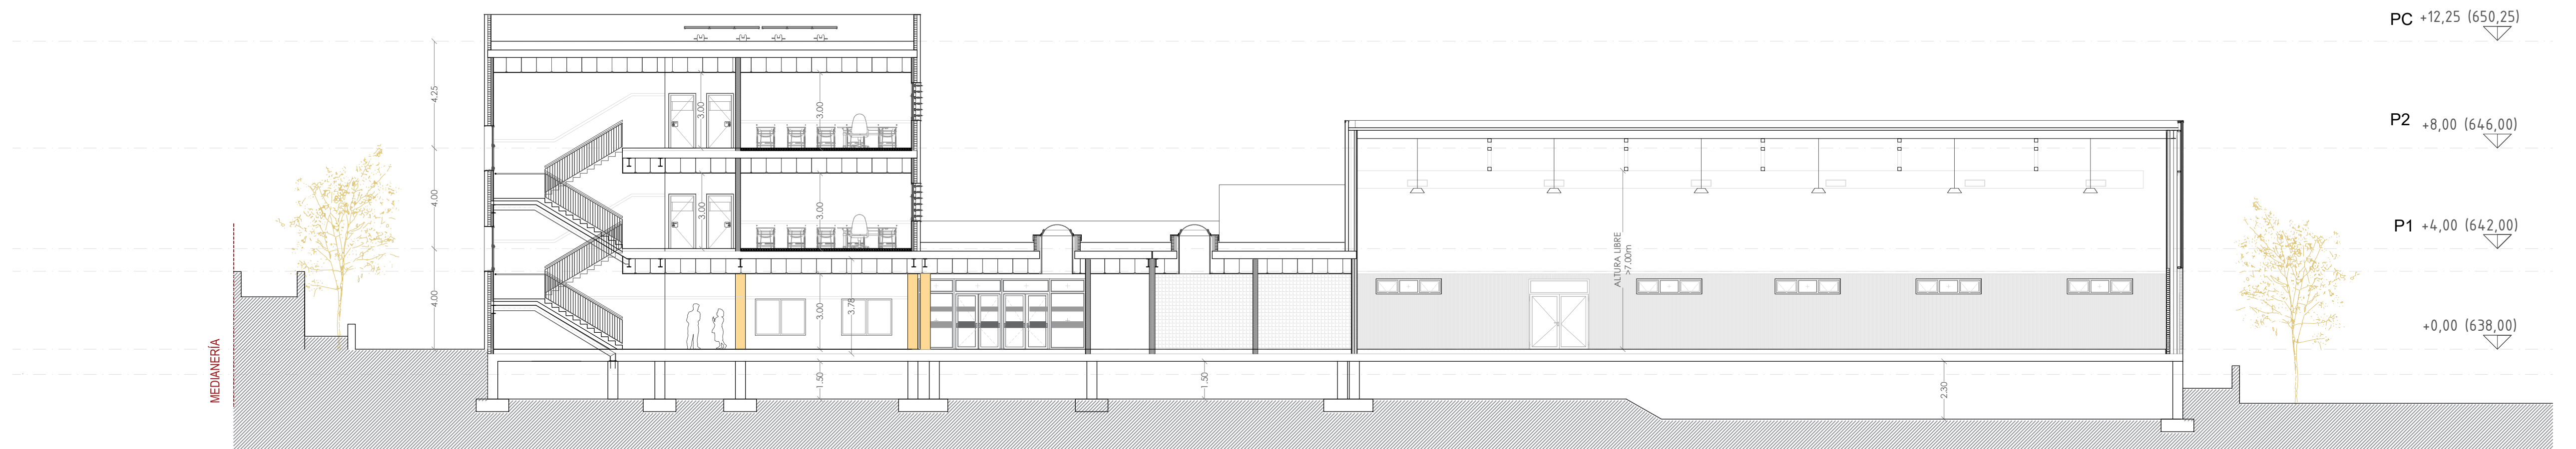 PC +12,25 (650,25)
P2 +8,00 (646,00)
P1 +4,00 (642,00)
+0,00 (638,00)
MEDIANERÍA
4.25
4.00
4.00
3.00
3.00
3.00
3.00
3.00
3.78
1.50
1.50
ALTURA LIBRE
>7.00m
2.30